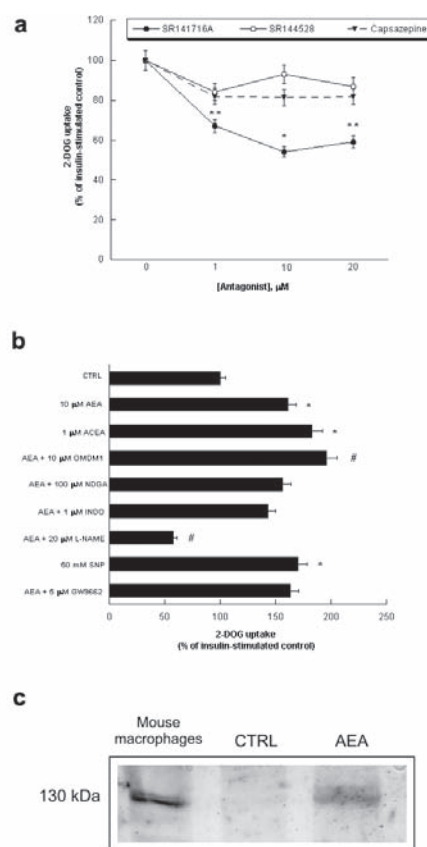 a
SR141716A SR144528 Capsazepine
2-DOG uptake
(% of insulin-stimulated control)
120
100
80
60
40
20
0
**
*
**
0 1 10 20
[Antagonist], µM
b
CTRL
10 µM AEA *
1 µM ACEA *
AEA + 10 µM OMDM1 #
AEA + 100 µM NDGA
AEA + 1 µM INDO
AEA + 20 µM L-NAME #
60 mM SNP *
AEA + 5 µM GW9662
0 50 100 150 200 250
2-DOG uptake
(% of insulin-stimulated control)
c
Mouse
macrophages CTRL AEA
130 kDa